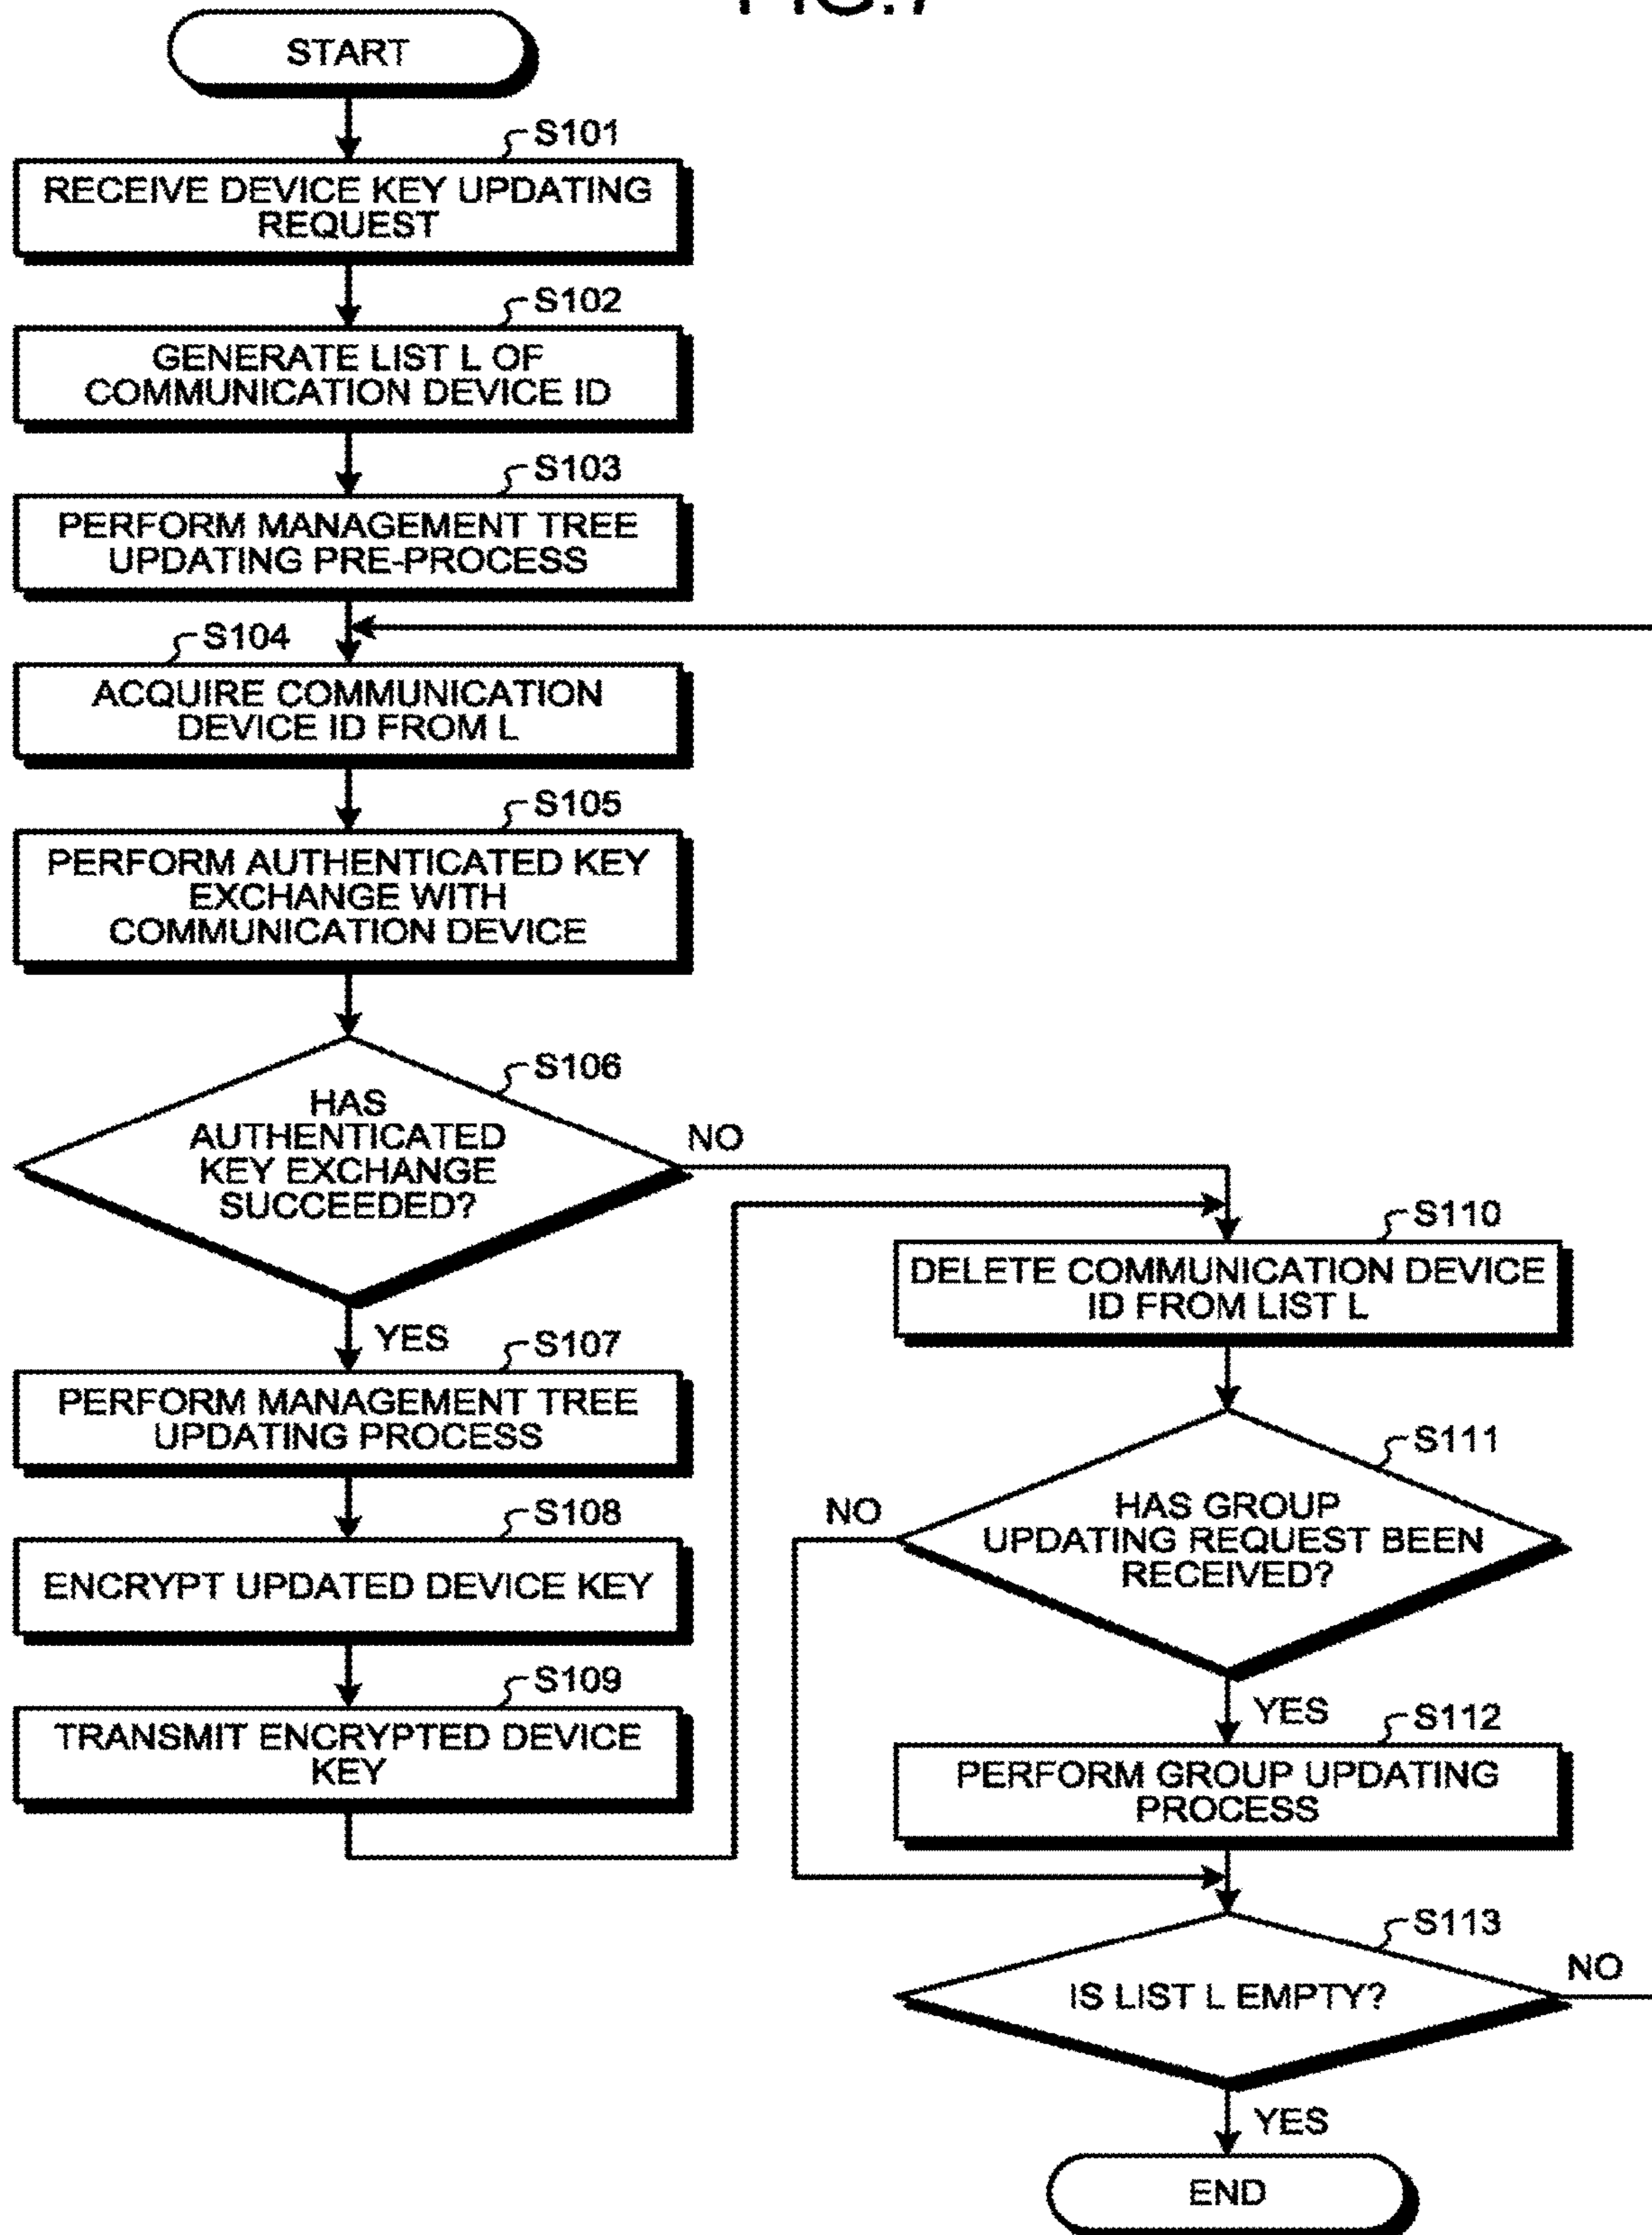 START
S101
RECEIVE DEVICE KEY UPDATING
REQUEST
S102
GENERATE LIST L OF
COMMUNICATION DEVICE ID
S103
PERFORM MANAGEMENT TREE
UPDATING PRE-PROCESS
S104
ACQUIRE COMMUNICATION
DEVICE ID FROM L
S105
PERFORM AUTHENTICATED KEY
EXCHANGE WITH
COMMUNICATION DEVICE
S106
HAS
AUTHENTICATED
KEY EXCHANGE
SUCCEEDED?
NO
YES
S107
PERFORM MANAGEMENT TREE
UPDATING PROCESS
S108
ENCRYPT UPDATED DEVICE KEY
S109
TRANSMIT ENCRYPTED DEVICE
KEY
S110
DELETE COMMUNICATION DEVICE
ID FROM LIST L
S111
HAS GROUP
UPDATING REQUEST BEEN
RECEIVED?
NO
YES
S112
PERFORM GROUP UPDATING
PROCESS
S113
IS LIST L EMPTY?
NO
YES
END